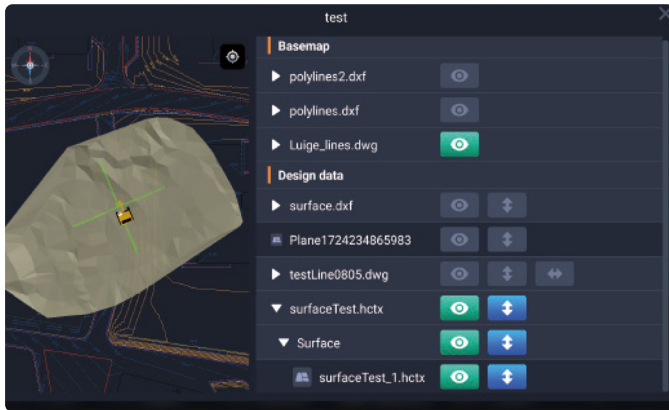 test
Basemap
polylines2.dxf
polylines.dxf
Luige_lines.dwg
Design data
surface.dxf
Plane1724234865983
testLine0805.dwg
surfaceTest.hctx
Surface
surfaceTest_1.hctx